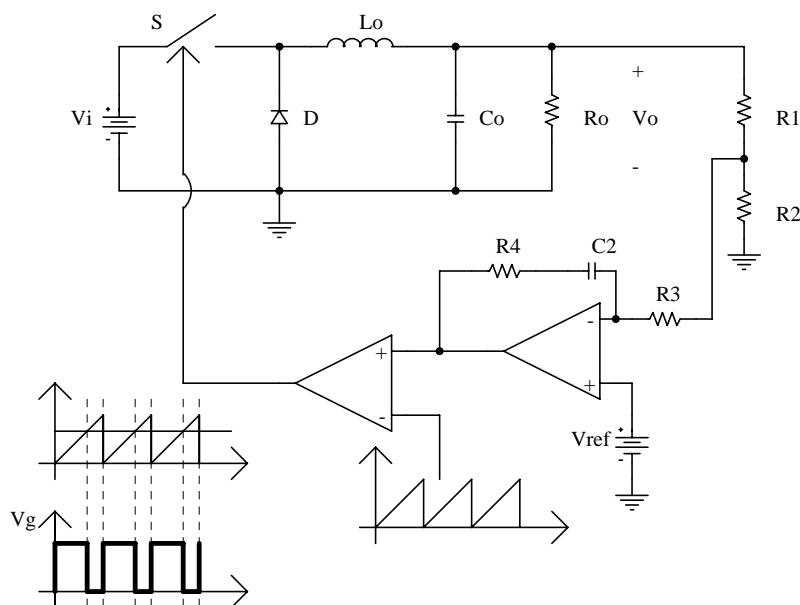 S
Lo
Vi
+
-
D
Co
Ro
+
Vo
-
R1
R2
R4
C2
R3
-
+
+
-
Vref
+
-
Vg